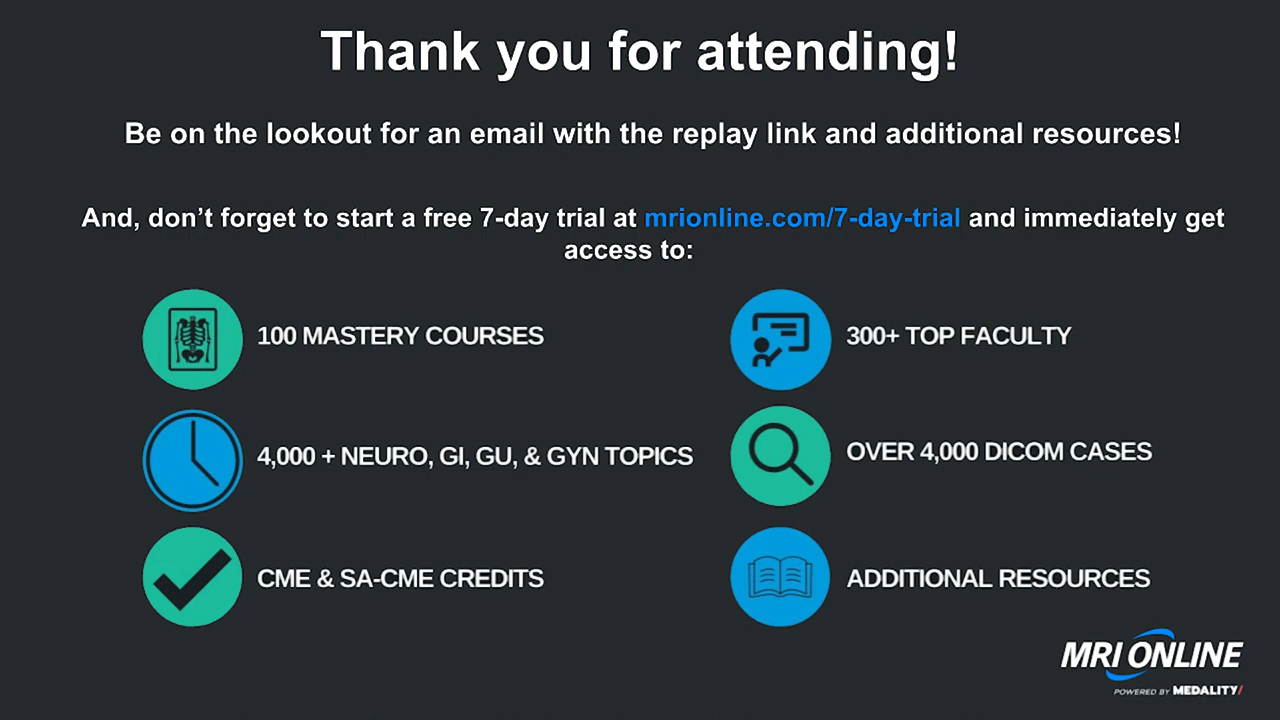 Thank you for attending!
Be on the lookout for an email with the replay link and additional resources!
And, don’t forget to start a free 7-day trial at mrionline.com/7-day-trial and immediately get
access to:
100 MASTERY COURSES
300+ TOP FACULTY
4,000 + NEURO, GI, GU, & GYN TOPICS
OVER 4,000 DICOM CASES
CME & SA-CME CREDITS
ADDITIONAL RESOURCES
MRI ONLINE
POWERED BY MEDALITY/